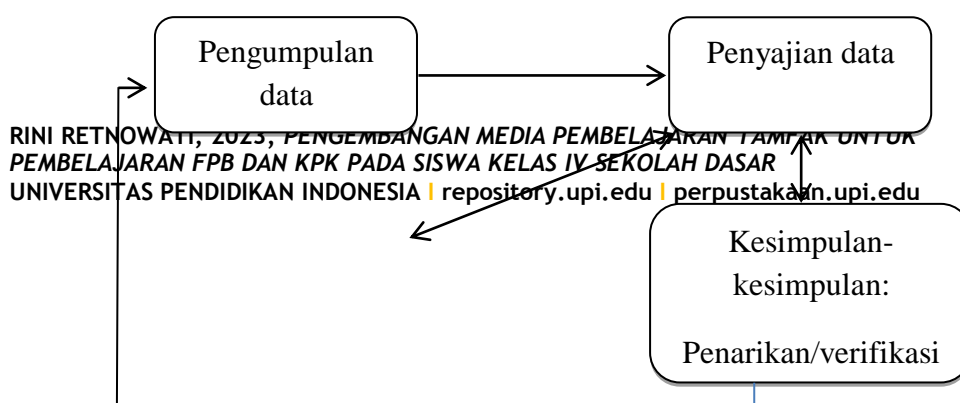 Pengumpulan
data
Penyajian data
RINI RETNOWATI, 2023, PENGEMBANGAN MEDIA PEMBELAJARAN TAMPAK UNTUK
PEMBELAJARAN FPB DAN KPK PADA SISWA KELAS IV SEKOLAH DASAR
UNIVERSITAS PENDIDIKAN INDONESIA | repository.upi.edu | perpustakaan.upi.edu
Kesimpulan-
kesimpulan:
Penarikan/verifikasi